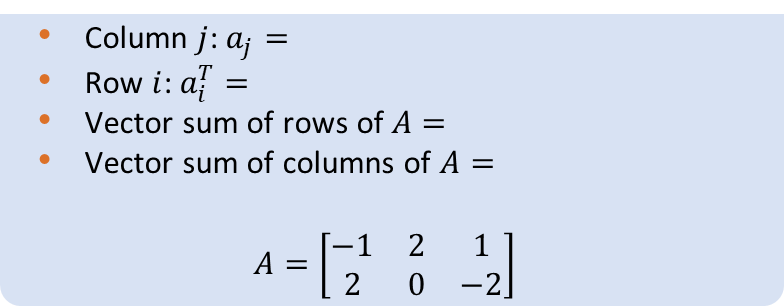 • Column j: a_j =
• Row i: a_i^T =
• Vector sum of rows of A =
• Vector sum of columns of A =
A = [−1 2 1
2 0 −2]